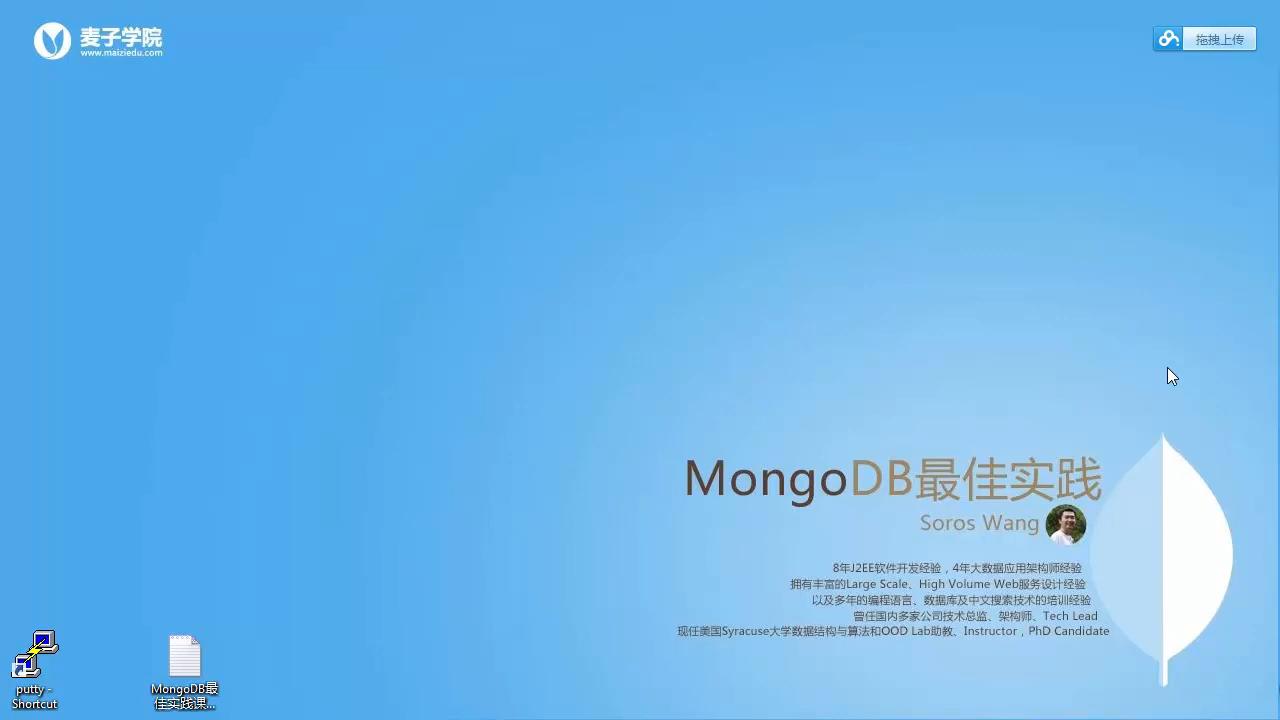 麦子学院
www.maiziedu.com
拖拽上传
MongoDB最佳实践
Soros Wang
8年J2EE软件开发经验，4年大数据应用架构师经验
拥有丰富的Large Scale、High Volume Web服务设计经验
以及多年的编程语言、数据库及中文搜索技术的培训经验
曾任国内多家公司技术总监、架构师、Tech Lead
现任美国Syracuse大学数据结构与算法和OOD Lab助教、Instructor，PhD Candidate
putty -
Shortcut
MongoDB最
佳实践课...